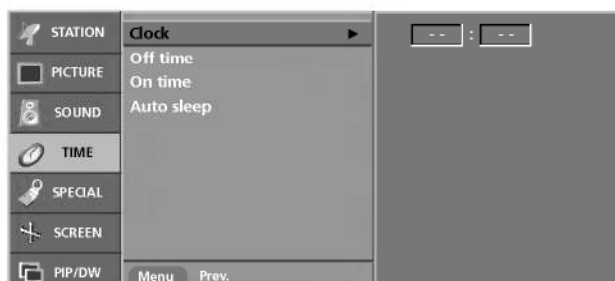 STATION
PICTURE
SOUND
TIME
SPECIAL
SCREEN
PIP/DW
Clock ►
Off time
On time
Auto sleep
Menu Prev.
-- : --